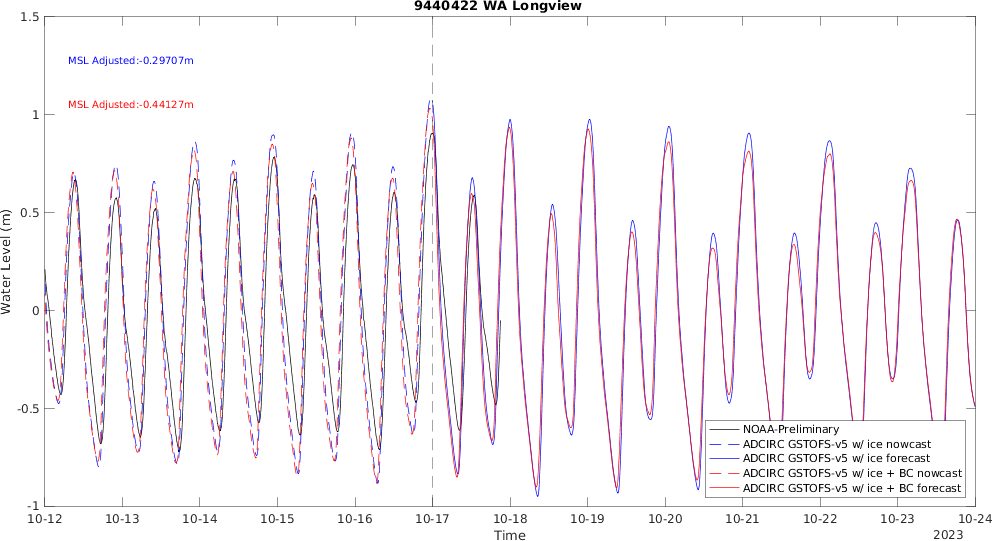 9440422 WA Longview
1.5
1
0.5
0
-0.5
-1
Water Level (m)
MSL Adjusted:-0.29707m
MSL Adjusted:-0.44127m
NOAA-Preliminary
ADCIRC GSTOFS-v5 w/ ice nowcast
ADCIRC GSTOFS-v5 w/ ice forecast
ADCIRC GSTOFS-v5 w/ ice + BC nowcast
ADCIRC GSTOFS-v5 w/ ice + BC forecast
10-12 10-13 10-14 10-15 10-16 10-17 10-18 10-19 10-20 10-21 10-22 10-23 10-24
Time
2023